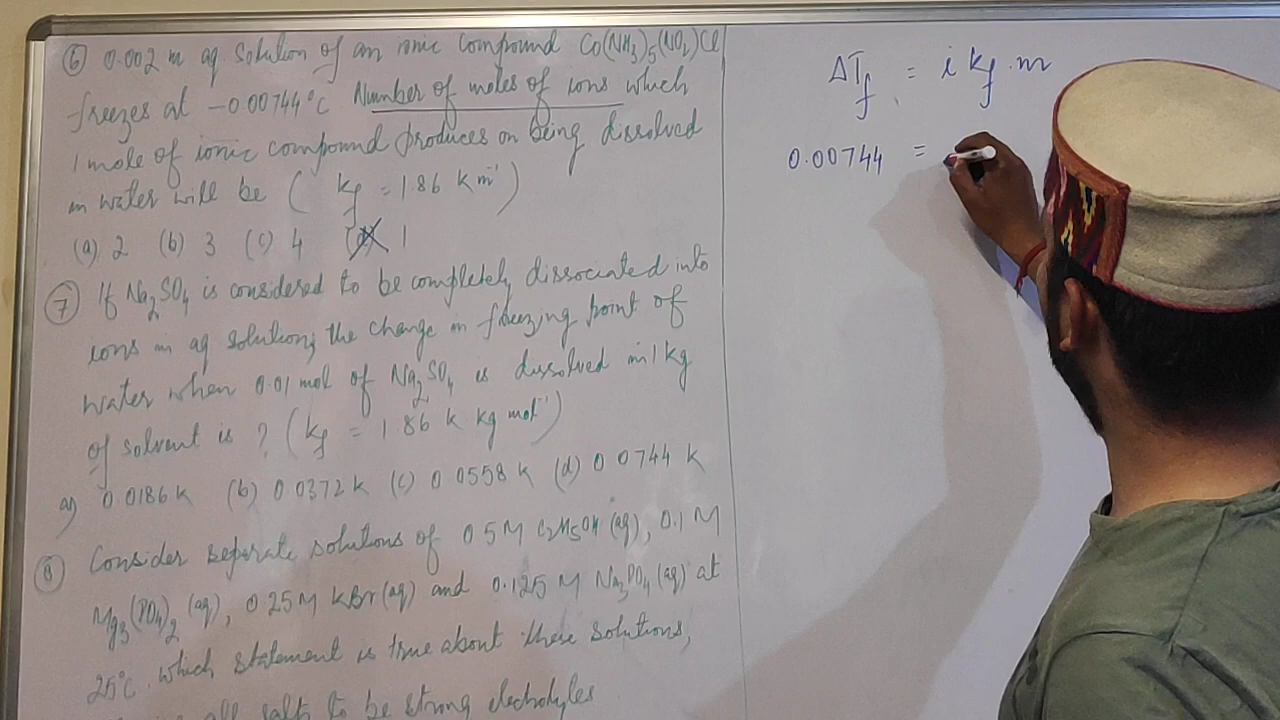 ⑥ 0.002 m aq. solution of an ionic compound Co(NH₃)₅(NO₂)Cl
freezes at -0.00744°C Number of moles of ions which
1 mole of ionic compound produces on being dissolved
in water will be ( kf = 1.86 K m⁻¹ )
(a) 2 (b) 3 (c) 4 1
⑦ If Na₂SO₄ is considered to be completely dissociated into
ions in aq solution, the change in freezing point of
water when 0.01 mol of Na₂SO₄ is dissolved in 1 kg
of solvent is ? ( kf = 1.86 k kg mol⁻¹ )
a) 0.0186 k (b) 0.0372 k (c) 0.0558 k (d) 0.0744 k
⑧ Consider seperate solutions of 0.5 M C₂H₅OH (aq), 0.1 M
Mg₃(PO₄)₂ (aq), 0.25 M kBr (aq) and 0.125 M Na₃PO₄ (aq) at
25°C. which statement is true about these solutions,
all salts to be strong electrolytes
ΔTf = i kf . m
0.00744 =